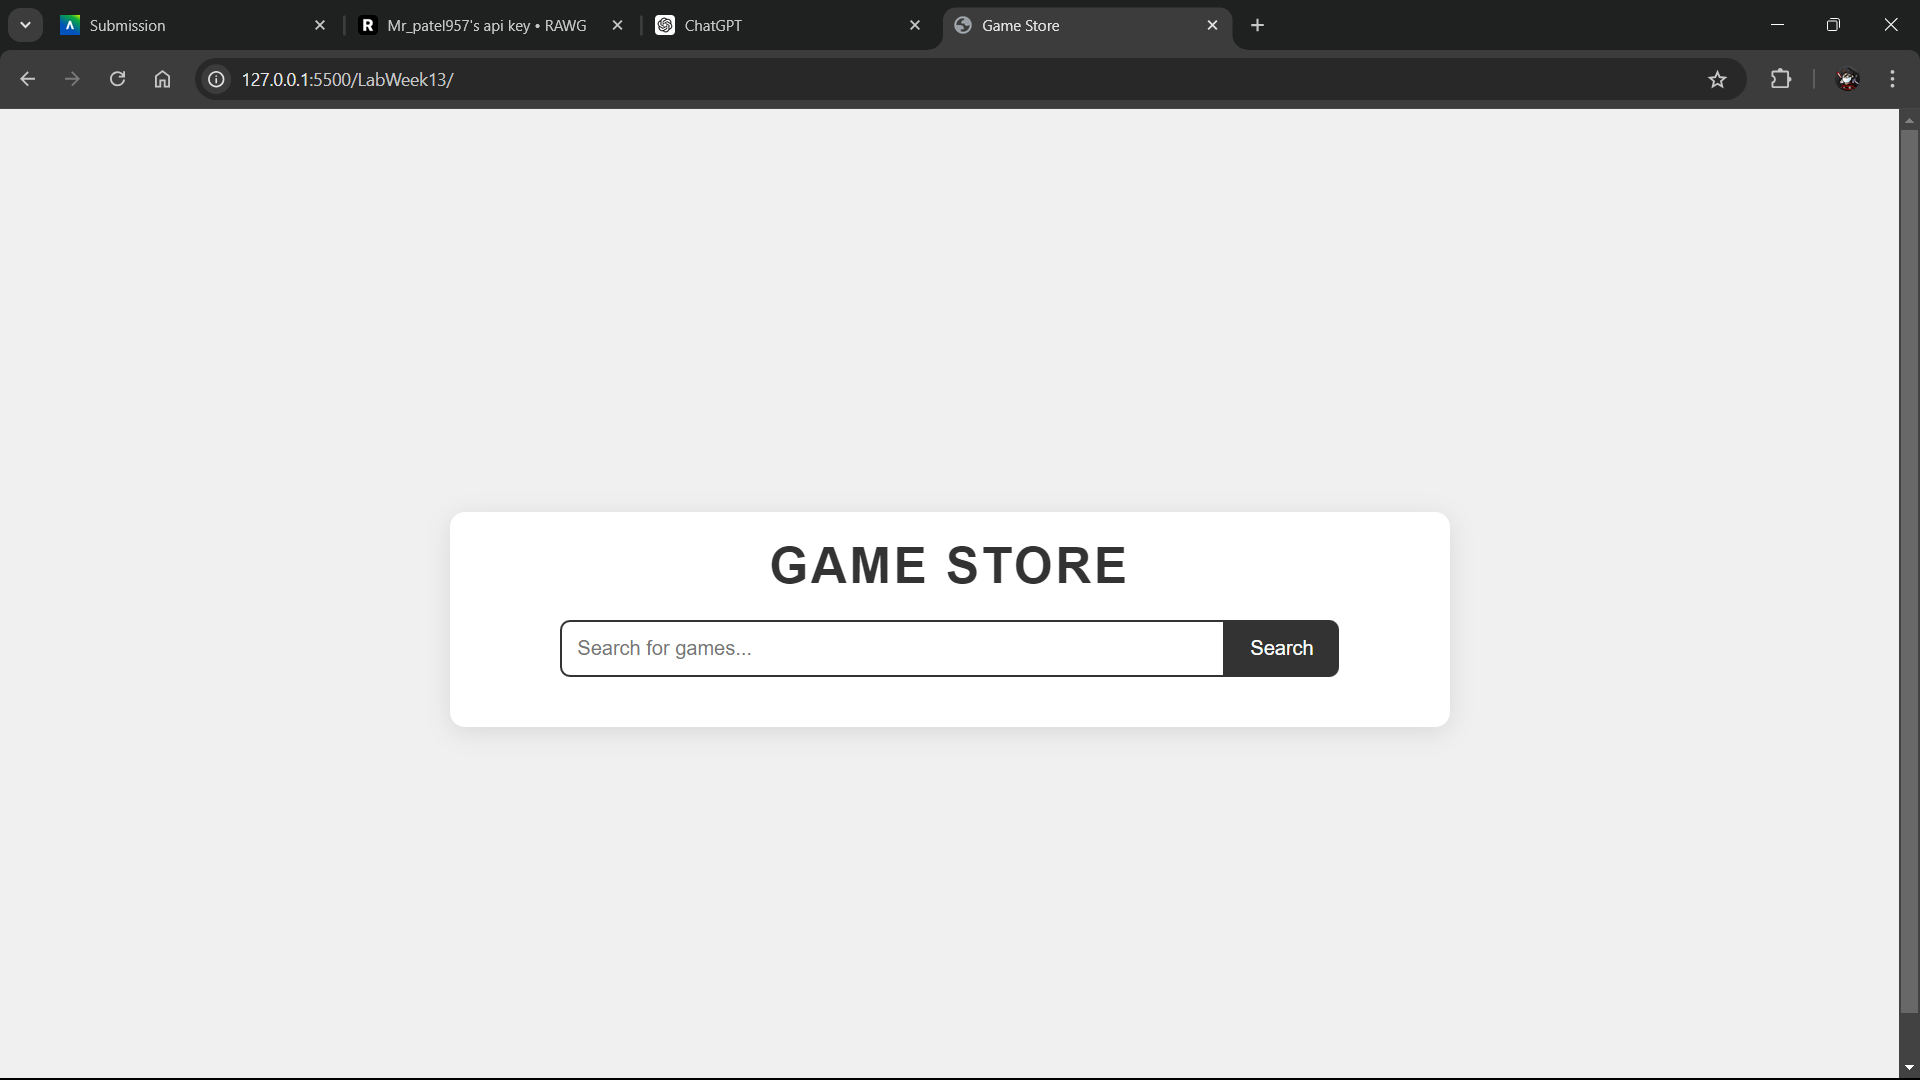 Submission
R Mr_patel957's api key • RAWG
ChatGPT
Game Store
127.0.0.1:5500/LabWeek13/
GAME STORE
Search for games...
Search